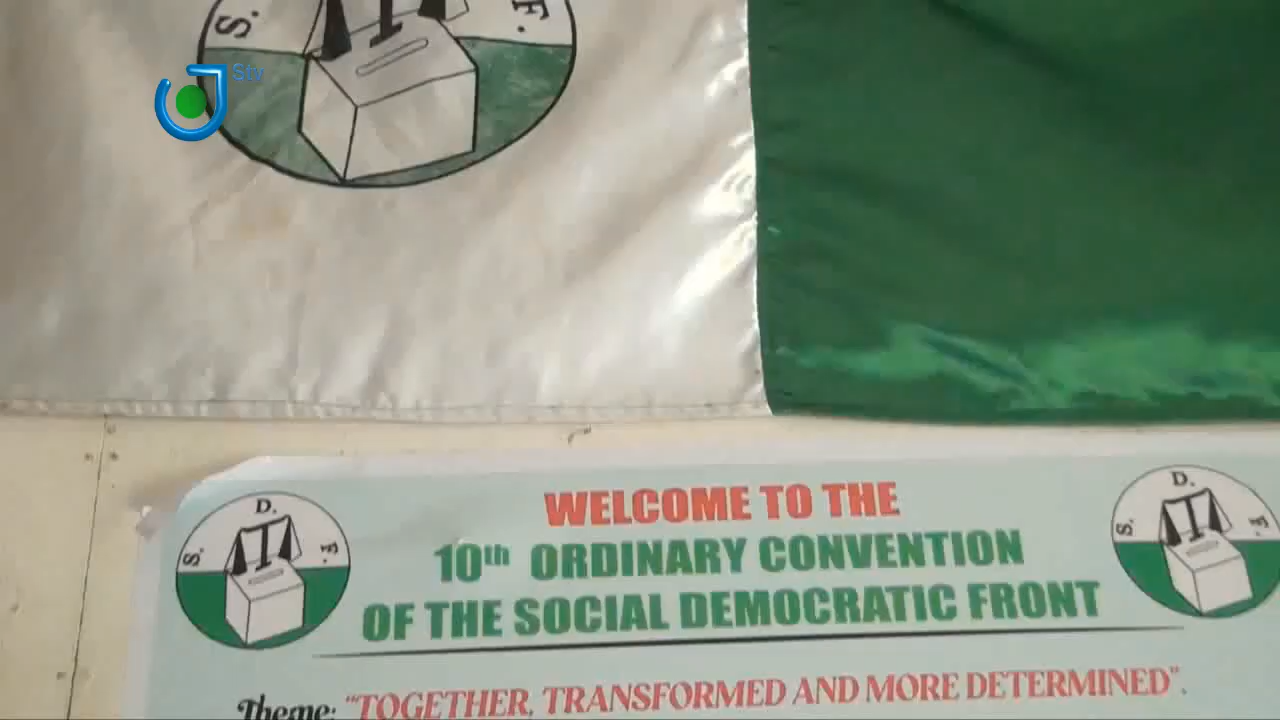 S. F.
Stv
WELCOME TO THE
10th ORDINARY CONVENTION
OF THE SOCIAL DEMOCRATIC FRONT
Theme: "TOGETHER, TRANSFORMED AND MORE DETERMINED".
S. D. F.
S. D. F.